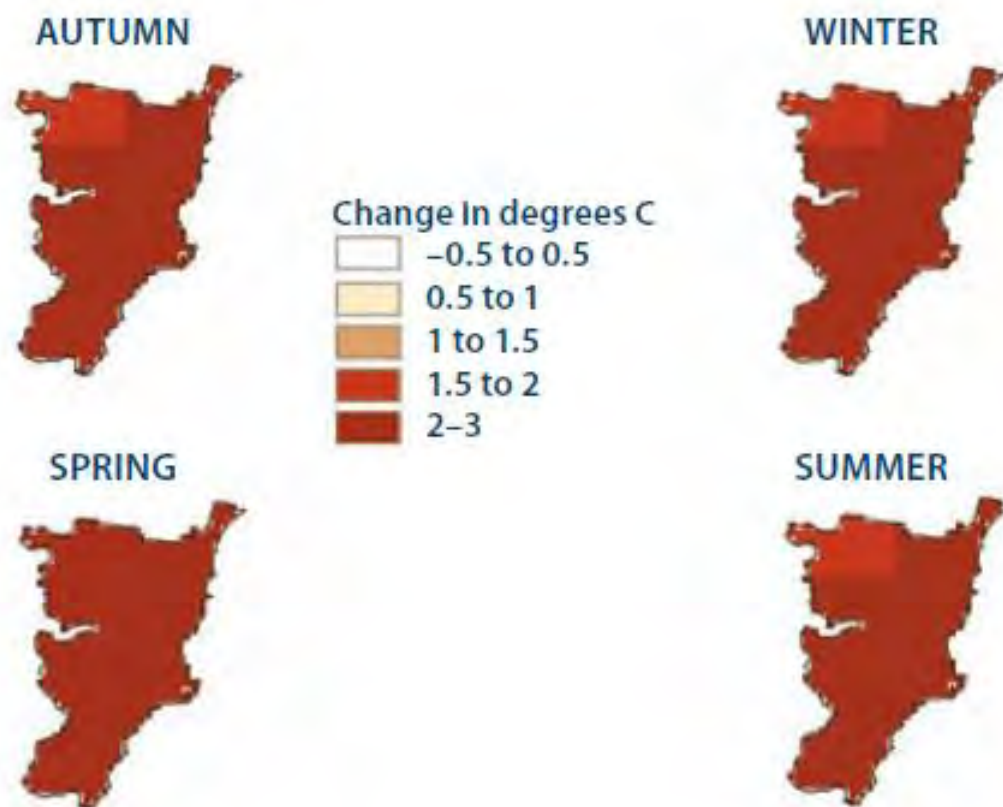 AUTUMN
WINTER
Change in degrees C
–0.5 to 0.5
0.5 to 1
1 to 1.5
1.5 to 2
2–3
SPRING
SUMMER